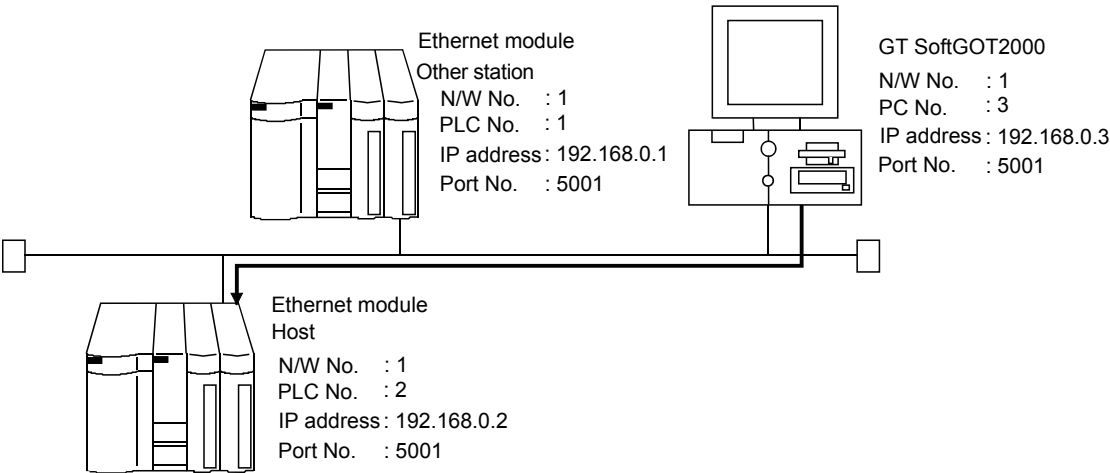 Ethernet module
Other station
N/W No. : 1
PLC No. : 1
IP address : 192.168.0.1
Port No. : 5001
GT SoftGOT2000
N/W No. : 1
PC No. : 3
IP address : 192.168.0.3
Port No. : 5001
Ethernet module
Host
N/W No. : 1
PLC No. : 2
IP address : 192.168.0.2
Port No. : 5001